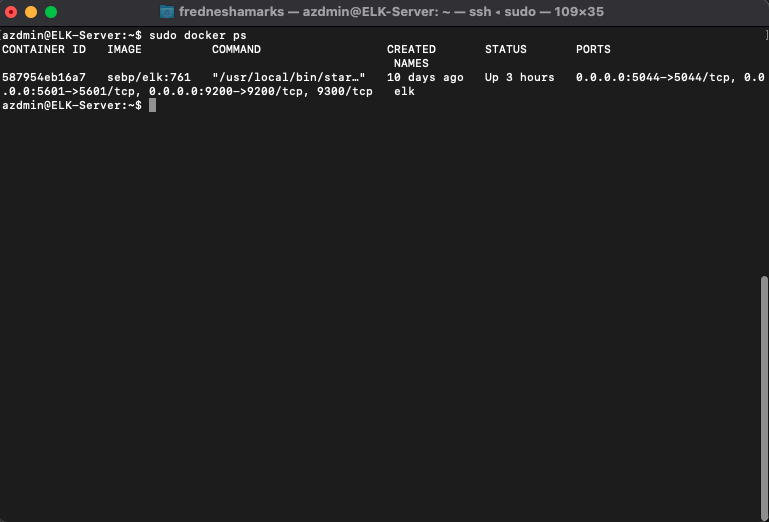 fredneshamarks — azdmin@ELK-Server: ~ — ssh ◂ sudo — 109×35
[azdmin@ELK-Server:~$ sudo docker ps ]
CONTAINER ID   IMAGE          COMMAND                  CREATED       STATUS       PORTS
                                                        NAMES
587954eb16a7   sebp/elk:761   "/usr/local/bin/star…"   10 days ago   Up 3 hours   0.0.0.0:5044->5044/tcp, 0.0
.0.0:5601->5601/tcp, 0.0.0.0:9200->9200/tcp, 9300/tcp   elk
azdmin@ELK-Server:~$